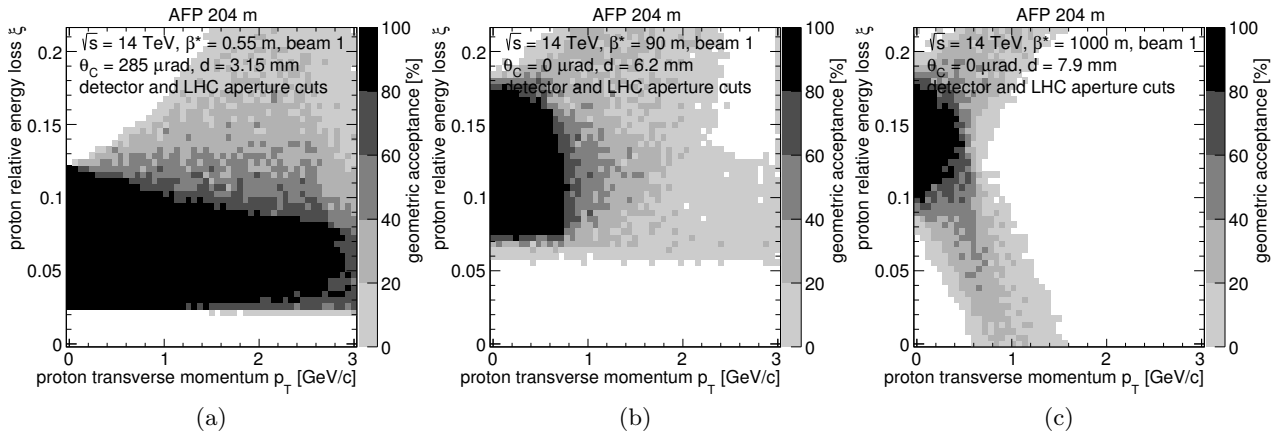 AFP 204 m
√s = 14 TeV, β* = 0.55 m, beam 1
θ_C = 285 μrad, d = 3.15 mm
detector and LHC aperture cuts
proton relative energy loss ξ
0.2
0.15
0.1
0.05
0
0 1 2 3
proton transverse momentum p_T [GeV/c]
100
80
60
40
20
0
geometric acceptance [%]
(a)
AFP 204 m
√s = 14 TeV, β* = 90 m, beam 1
θ_C = 0 μrad, d = 6.2 mm
detector and LHC aperture cuts
proton relative energy loss ξ
0.2
0.15
0.1
0.05
0
0 1 2 3
proton transverse momentum p_T [GeV/c]
100
80
60
40
20
0
geometric acceptance [%]
(b)
AFP 204 m
√s = 14 TeV, β* = 1000 m, beam 1
θ_C = 0 μrad, d = 7.9 mm
detector and LHC aperture cuts
proton relative energy loss ξ
0.2
0.15
0.1
0.05
0
0 1 2 3
proton transverse momentum p_T [GeV/c]
100
80
60
40
20
0
geometric acceptance [%]
(c)